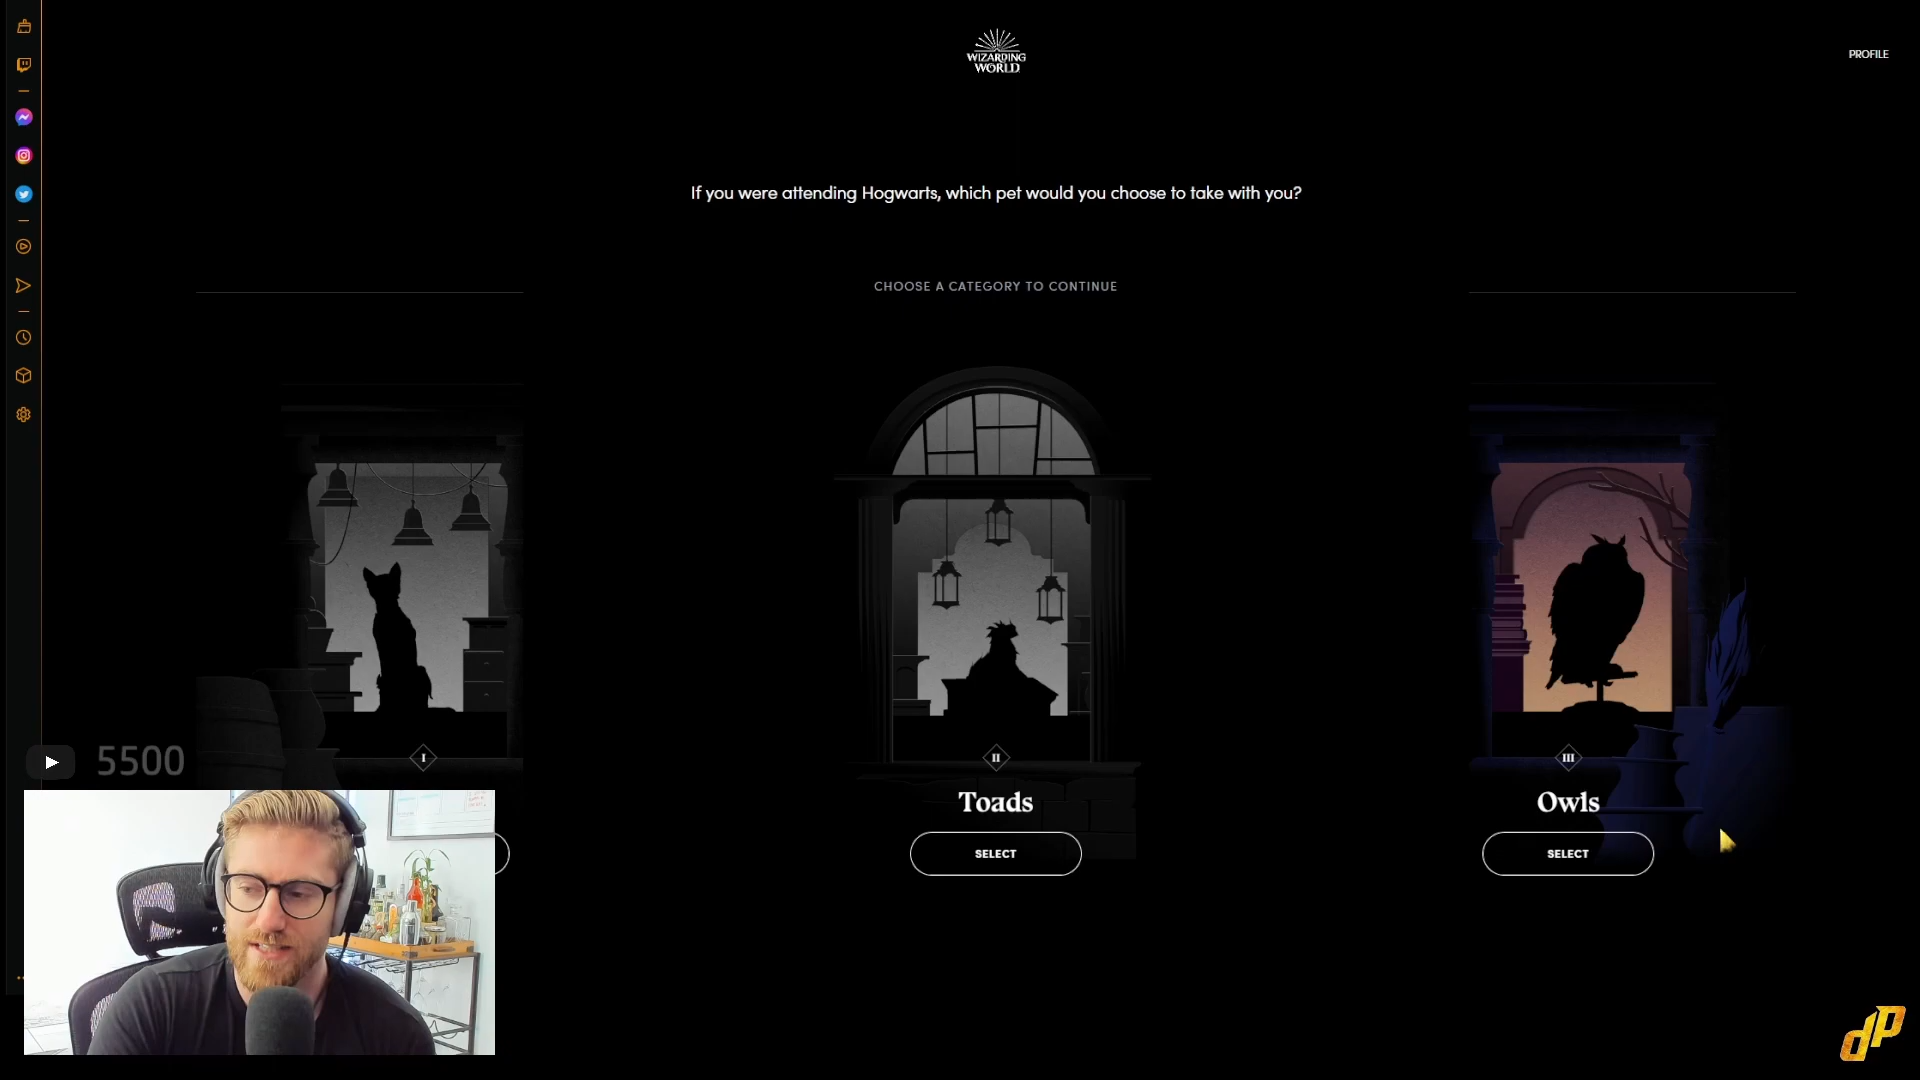 WIZARDING
WORLD
PROFILE
If you were attending Hogwarts, which pet would you choose to take with you?
CHOOSE A CATEGORY TO CONTINUE
I
II
III
5500
Toads
Owls
SELECT
SELECT
dP